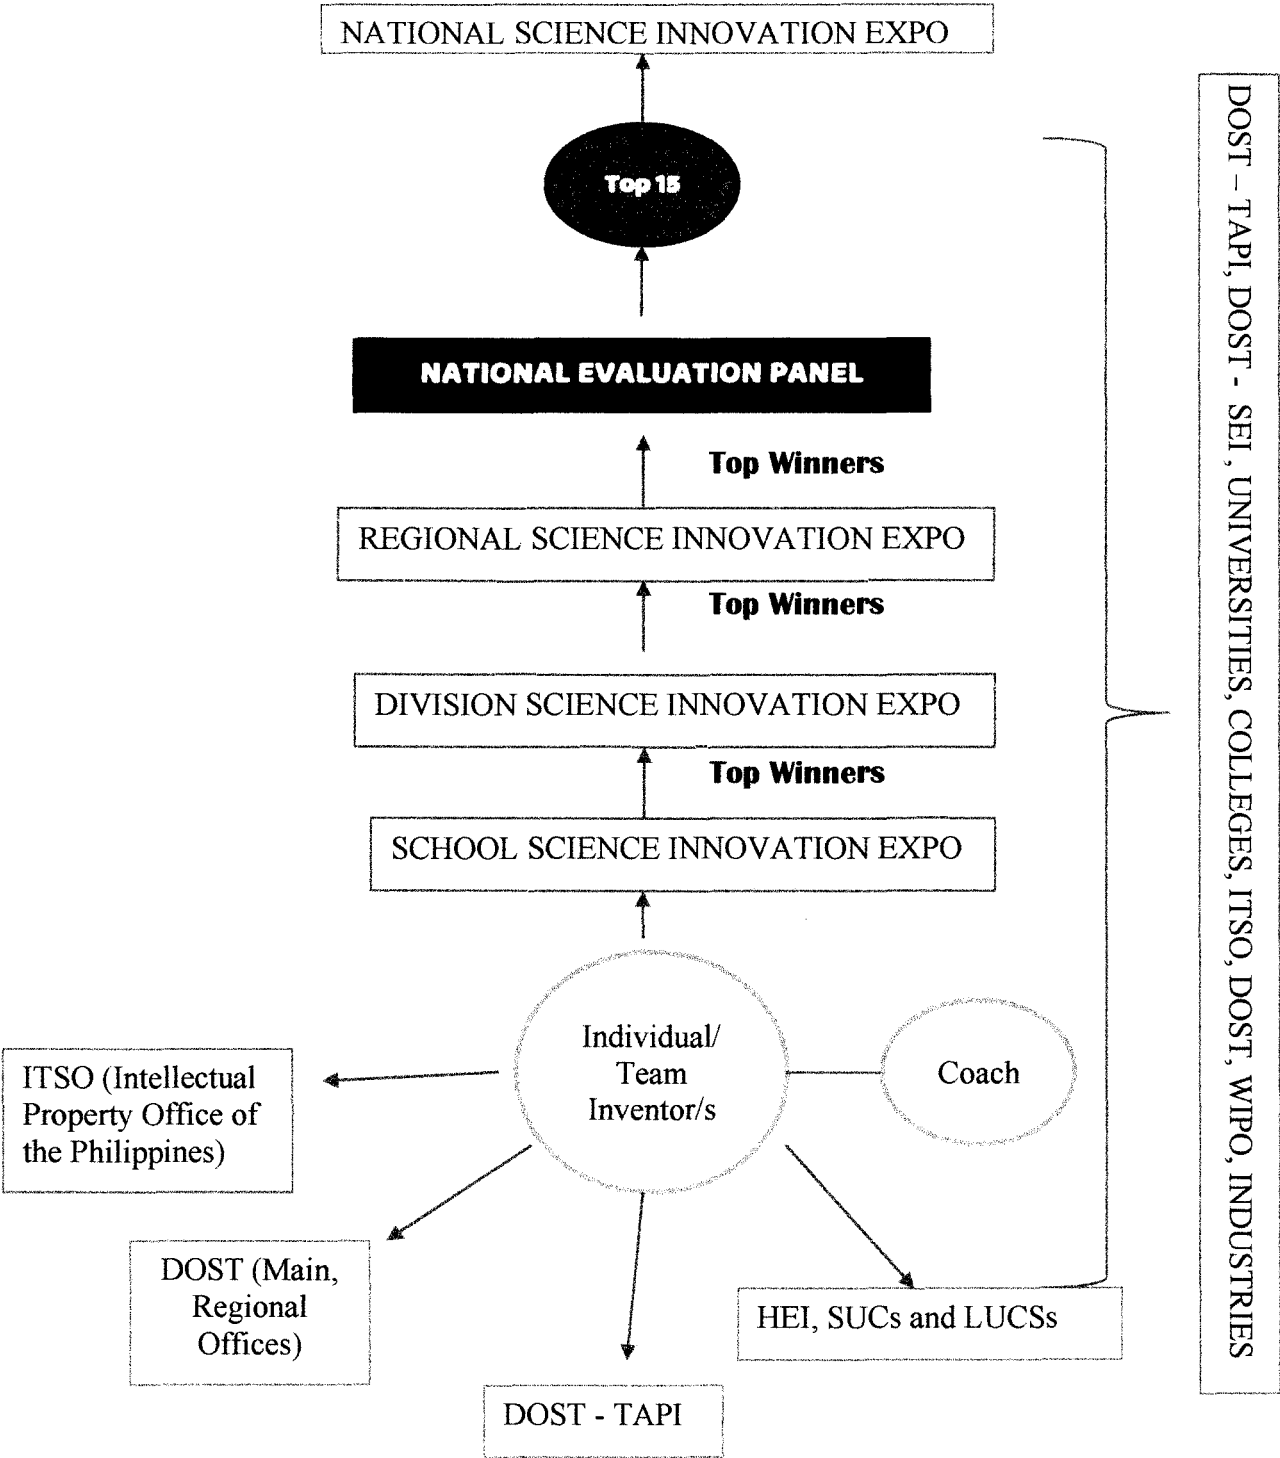 NATIONAL SCIENCE INNOVATION EXPO
Top 15
NATIONAL EVALUATION PANEL
Top Winners
REGIONAL SCIENCE INNOVATION EXPO
Top Winners
DIVISION SCIENCE INNOVATION EXPO
Top Winners
SCHOOL SCIENCE INNOVATION EXPO
Individual/
Team
Inventor/s
Coach
ITSO (Intellectual
Property Office of
the Philippines)
DOST (Main,
Regional
Offices)
DOST - TAPI
HEI, SUCs and LUCSs
DOST – TAPI, DOST - SEI , UNIVERSITIES, COLLEGES, ITSO, DOST, WIPO, INDUSTRIES